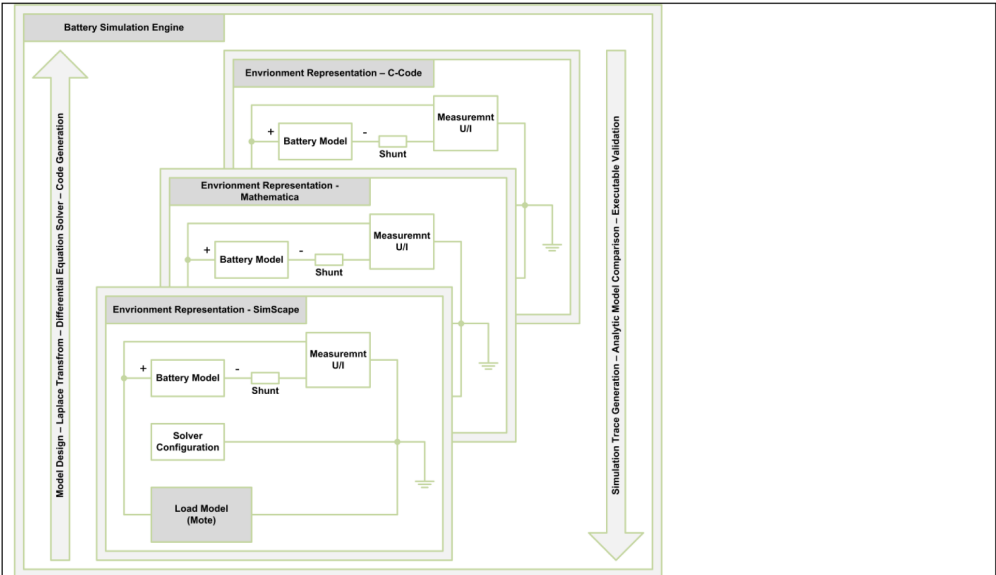 Battery Simulation Engine
Model Design – Laplace Transfrom – Differential Equation Solver – Code Generation
Envrionment Representation – C-Code
Measuremnt
U/I
+
Battery Model
-
Shunt
Envrionment Representation -
Mathematica
Measuremnt
U/I
+
Battery Model
-
Shunt
Envrionment Representation - SimScape
Measuremnt
U/I
+
Battery Model
-
Shunt
Solver
Configuration
Load Model
(Mote)
Simulation Trace Generation – Analytic Model Comparison – Executable Validation